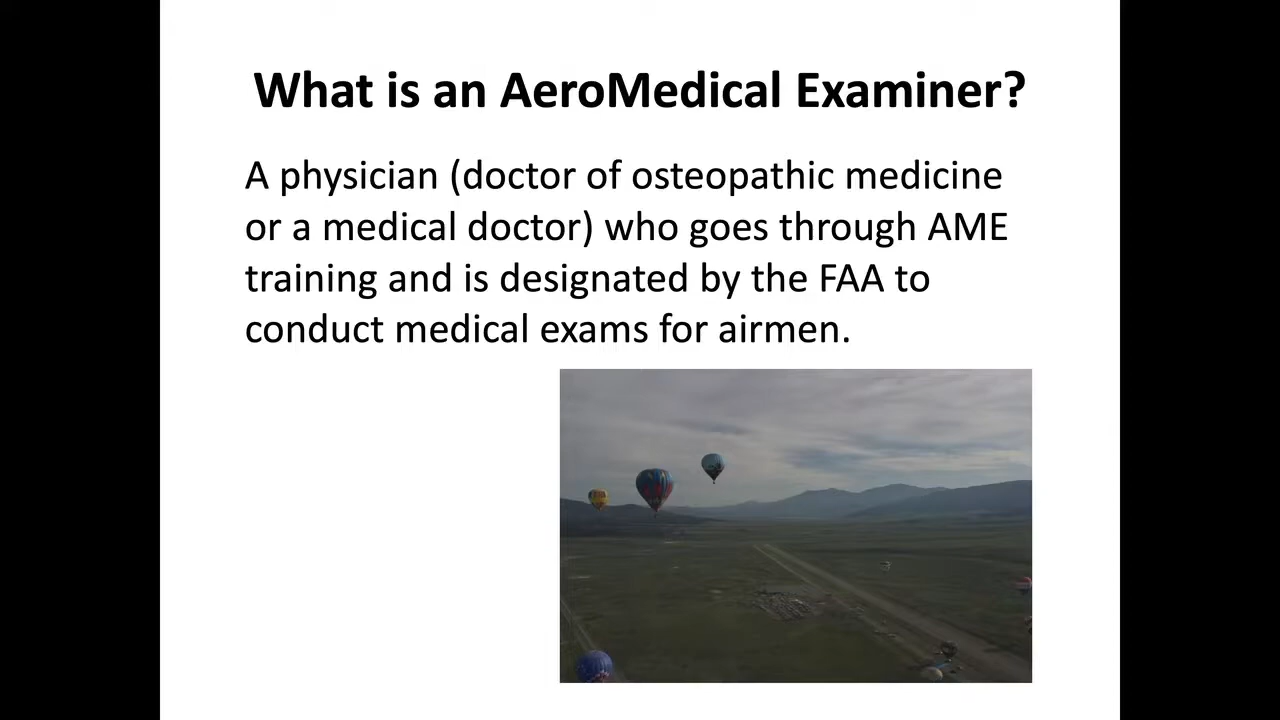 What is an AeroMedical Examiner?
A physician (doctor of osteopathic medicine
or a medical doctor) who goes through AME
training and is designated by the FAA to
conduct medical exams for airmen.